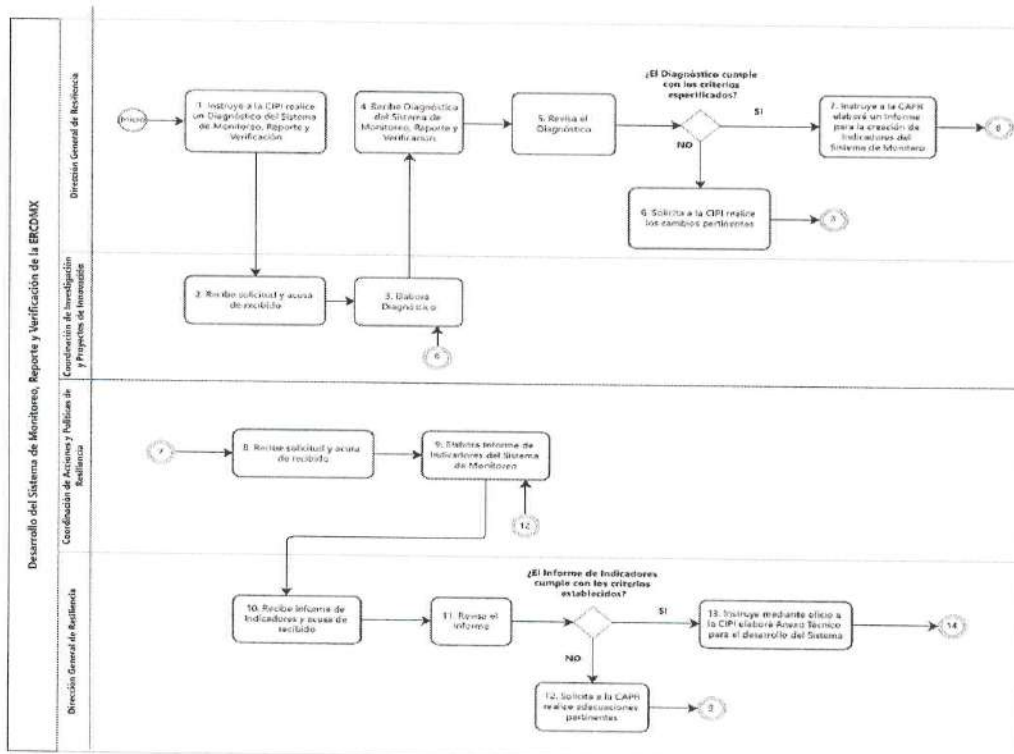 Desarrollo del Sistema de Monitoreo, Reporte y Verificación de la ERCDMX
Dirección General de Resiliencia
Inicio
1. Instruye a la CIPI realice
un Diagnóstico del Sistema
de Monitoreo, Reporte y
Verificación
4. Recibe Diagnóstico
del Sistema de
Monitoreo, Reporte y
Verificación
5. Revisa el
Diagnóstico
¿El Diagnóstico cumple
con los criterios
especificados?
SI
NO
7. Instruye a la CAPR
elaboré un Informe
para la creación de
Indicadores del
Sistema de Monitoreo
8
6. Solicita a la CIPI realice
los cambios pertinentes
3
Coordinación de Investigación
y Proyectos de Innovación
2. Recibe solicitud y acusa
de recibido
3. Elabora
Diagnóstico
6
Coordinación de Acciones y Políticas de
Resiliencia
7
8. Recibe solicitud y acusa
de recibido
9. Elabora Informe de
Indicadores del Sistema
de Monitoreo
12
Dirección General de Resiliencia
10. Recibe Informe de
Indicadores y acusa de
recibido
11. Revisa el
Informe
¿El Informe de Indicadores
cumple con los criterios
establecidos?
SI
NO
13. Instruye mediante oficio a
la CIPI elaboré Anexo Técnico
para el desarrollo del Sistema
14
12. Solicita a la CAPR
realice adecuaciones
pertinentes
9